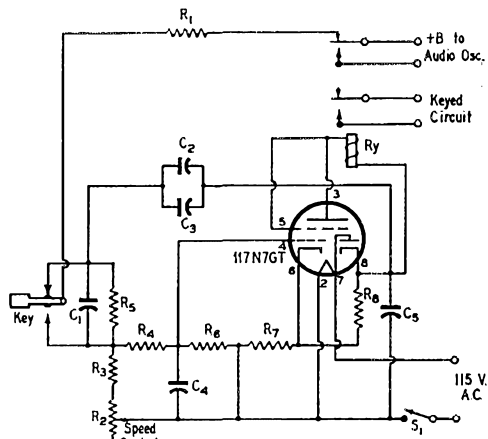 R1
+B to
Audio Osc.
Keyed
Circuit
C2
Ry
3
C3
5
4
117N7GT
6
2
7
8
Key
C1
R5
R4
R6
R7
R8
C5
R3
C4
115 V.
A.C.
R2
Speed
S1